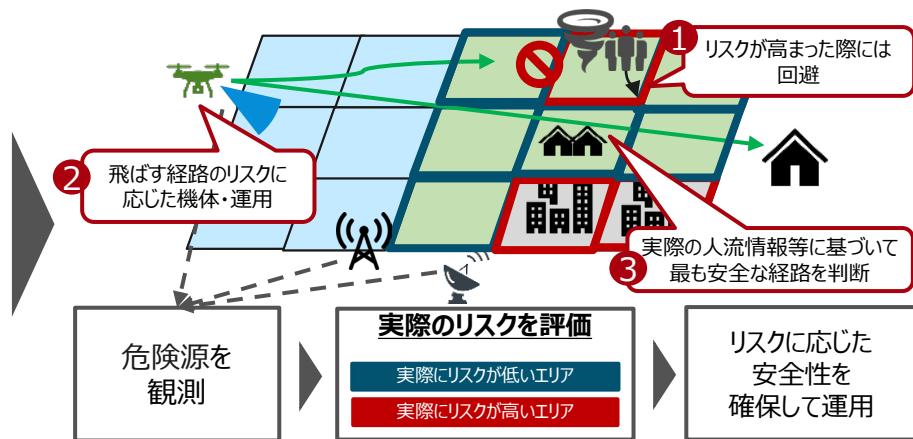 1
リスクが高まった際には
回避
2
飛ばす経路のリスクに
応じた機体・運用
3
実際の人流情報等に基づいて
最も安全な経路を判断
危険源を
観測
実際のリスクを評価
実際にリスクが低いエリア
実際にリスクが高いエリア
リスクに応じた
安全性を
確保して運用